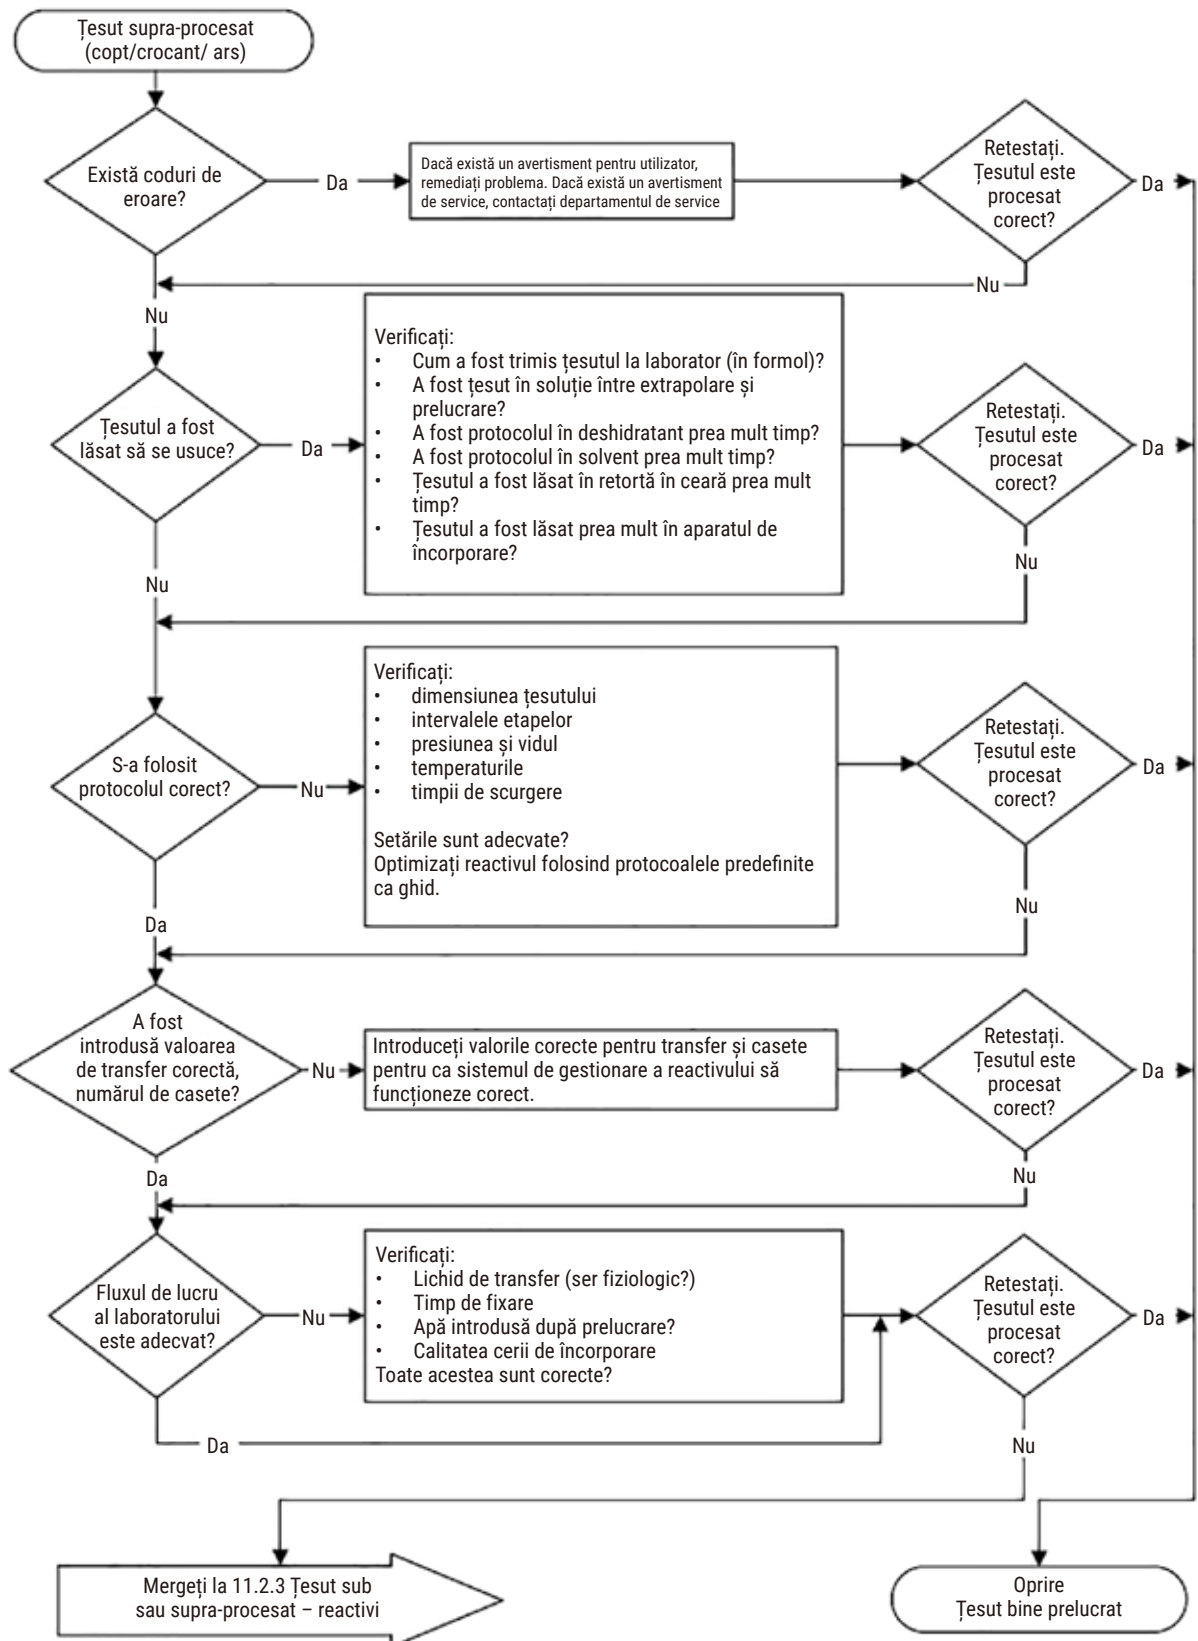 Țesut supra-procesat
(copt/crocant/ ars)
Există coduri de
eroare?
Da
Dacă există un avertisment pentru utilizator,
remediați problema. Dacă există un avertisment
de service, contactați departamentul de service
Retestați.
Țesutul este
procesat
corect?
Da
Nu
Nu
Țesutul a fost
lăsat să se usuce?
Da
Verificați:
• Cum a fost trimis țesutul la laborator (în formol)?
• A fost țesut în soluție între extrapolare și
prelucrare?
• A fost protocolul în deshidratant prea mult timp?
• A fost protocolul în solvent prea mult timp?
• Țesutul a fost lăsat în retortă în ceară prea mult
timp?
• Țesutul a fost lăsat prea mult în aparatul de
încorporare?
Retestați.
Țesutul este
procesat
corect?
Da
Nu
Nu
S-a folosit
protocolul corect?
Nu
Verificați:
• dimensiunea țesutului
• intervalele etapelor
• presiunea și vidul
• temperaturile
• timpii de scurgere
Setările sunt adecvate?
Optimizați reactivul folosind protocoalele predefinite
ca ghid.
Retestați.
Țesutul este
procesat
corect?
Da
Nu
Da
A fost
introdusă valoarea
de transfer corectă,
numărul de casete?
Nu
Introduceți valorile corecte pentru transfer și casete
pentru ca sistemul de gestionare a reactivului să
funcționeze corect.
Retestați.
Țesutul este
procesat
corect?
Da
Nu
Da
Fluxul de lucru
al laboratorului
este adecvat?
Nu
Verificați:
• Lichid de transfer (ser fiziologic?)
• Timp de fixare
• Apă introdusă după prelucrare?
• Calitatea cerii de încorporare
Toate acestea sunt corecte?
Retestați.
Țesutul este
procesat
corect?
Da
Da
Nu
Mergeți la 11.2.3 Țesut sub
sau supra-procesat – reactivi
Oprire
Țesut bine prelucrat